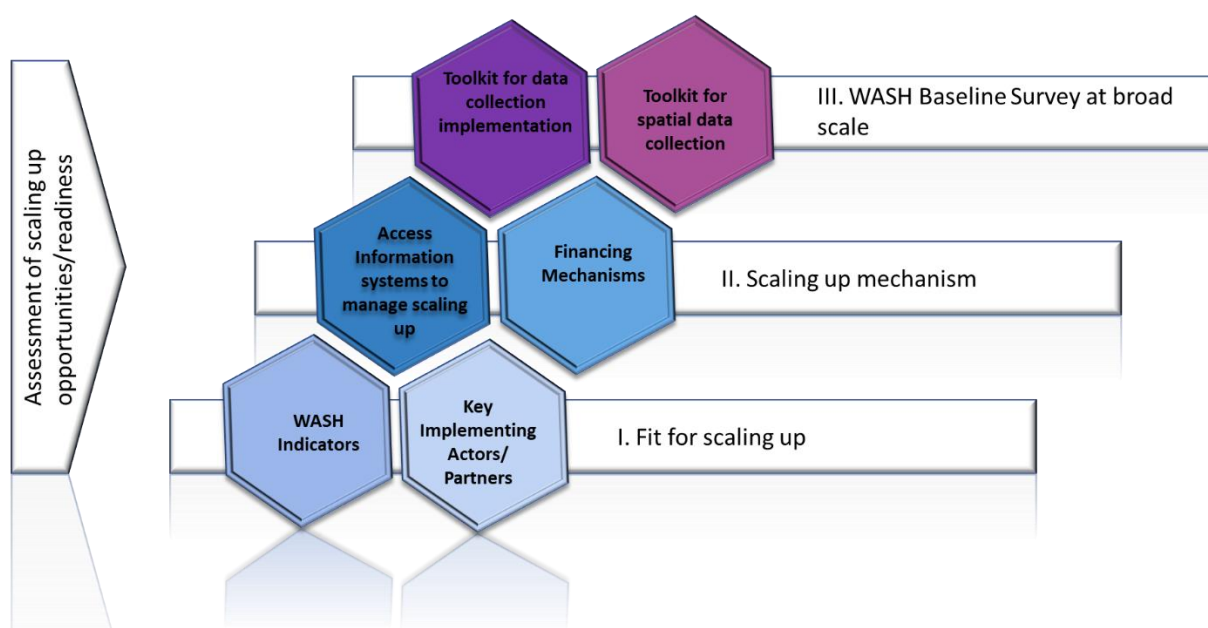 Assessment of scaling up
opportunities/readiness
Toolkit for data
collection
implementation
Toolkit for
spatial data
collection
III. WASH Baseline Survey at broad
scale
Access
Information
systems to
manage scaling
up
Financing
Mechanisms
II. Scaling up mechanism
WASH
Indicators
Key
Implementing
Actors/
Partners
I. Fit for scaling up